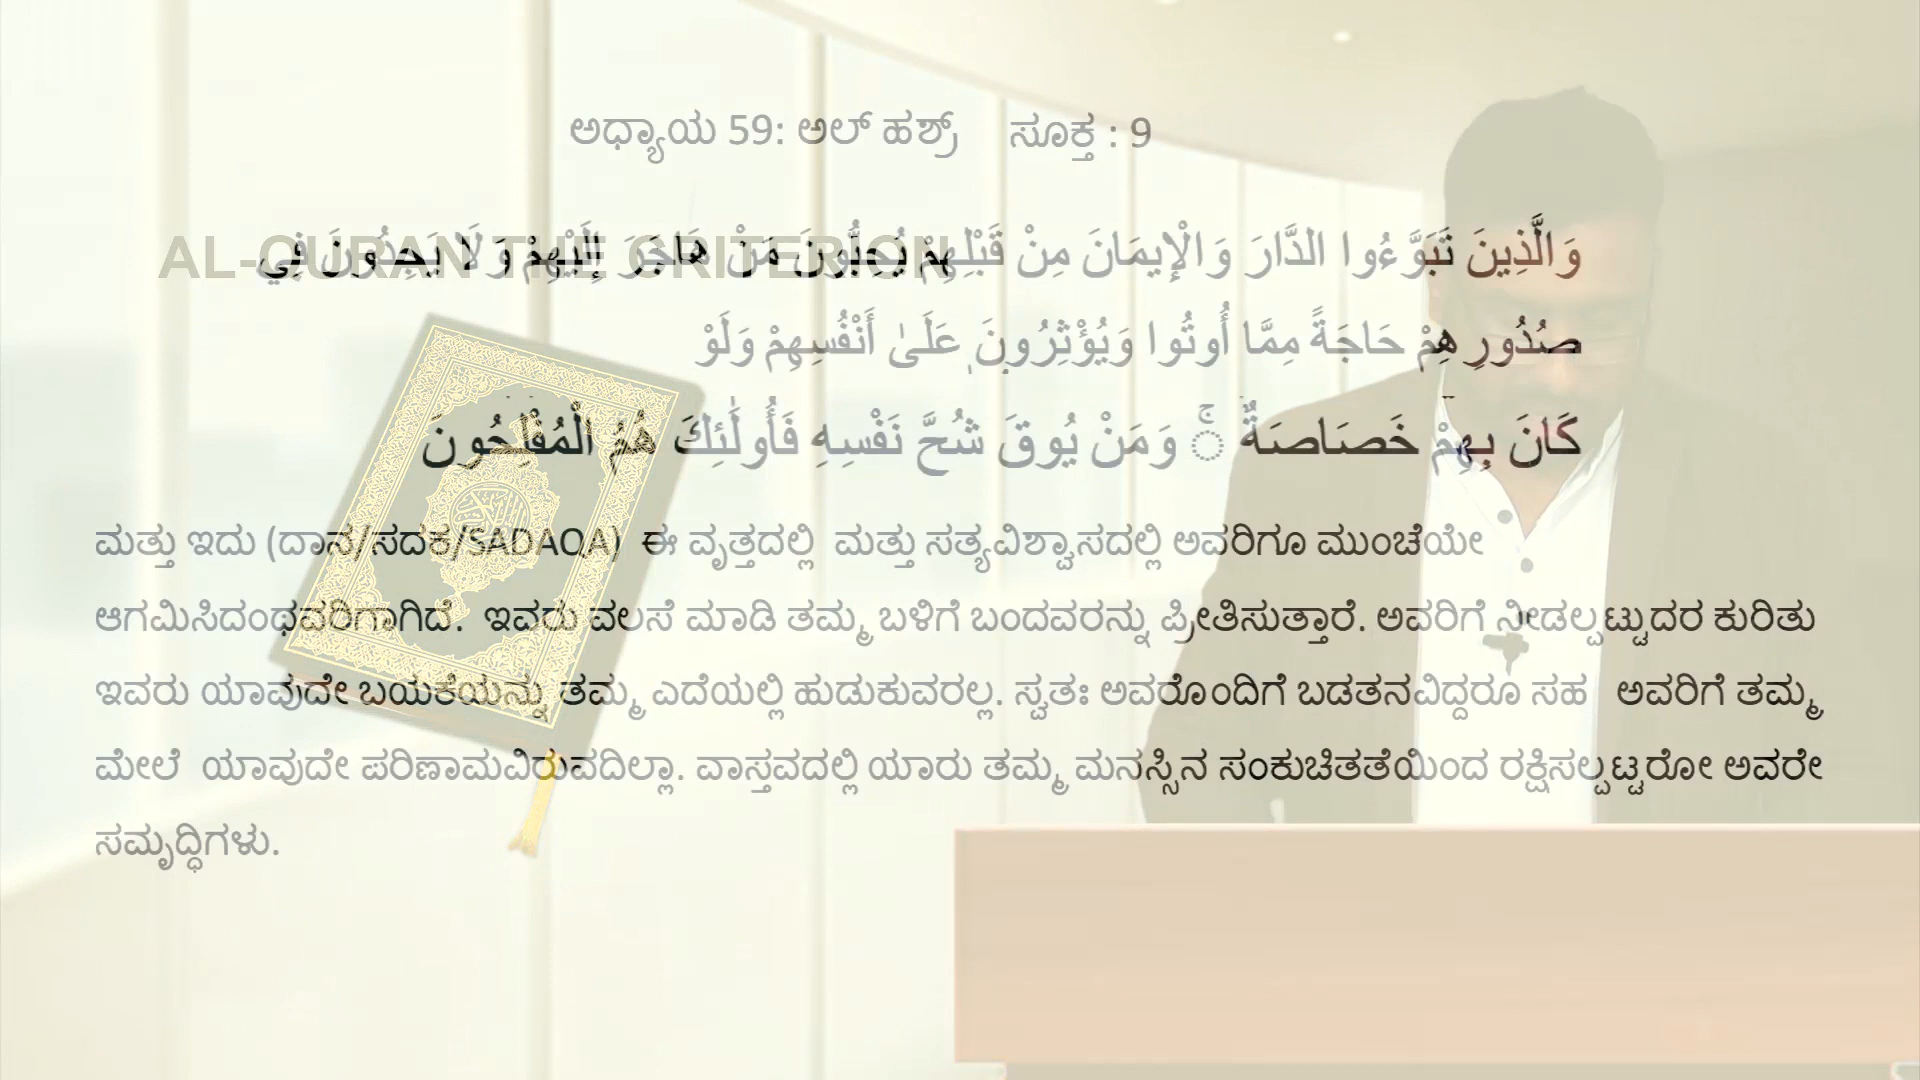 ಅಧ್ಯಾಯ 59: ಅಲ್ ಹಶ್ರ್ ಸೂಕ್ತ : 9
AL-QURAN THE CRITERION
وَالَّذِينَ تَبَوَّءُوا الدَّارَ وَالْإِيمَانَ مِنْ قَبْلِهِمْ يُحِبُّونَ مَنْ هَاجَرَ إِلَيْهِمْ وَلَا يَجِدُونَ فِي
صُدُورِهِمْ حَاجَةً مِمَّا أُوتُوا وَيُؤْثِرُونَ عَلَىٰ أَنْفُسِهِمْ وَلَوْ
كَانَ بِهِمْ خَصَاصَةٌ ۚ وَمَنْ يُوقَ شُحَّ نَفْسِهِ فَأُولَٰئِكَ هُمُ الْمُفْلِحُونَ
ಮತ್ತು ಇದು (ದಾನ/ಸದಕ/SADAQA) ಈ ವೃತ್ತದಲ್ಲಿ ಮತ್ತು ಸತ್ಯವಿಶ್ವಾಸದಲ್ಲಿ ಅವರಿಗೂ ಮುಂಚೆಯೇ
ಆಗಮಿಸಿದಂಥವರಿಗಾಗಿದೆ. ಇವರು ವಲಸೆ ಮಾಡಿ ತಮ್ಮ ಬಳಿಗೆ ಬಂದವರನ್ನು ಪ್ರೀತಿಸುತ್ತಾರೆ. ಅವರಿಗೆ ನೀಡಲ್ಪಟ್ಟುದರ ಕುರಿತು
ಇವರು ಯಾವುದೇ ಬಯಕೆಯನ್ನು ತಮ್ಮ ಎದೆಯಲ್ಲಿ ಹುಡುಕುವರಲ್ಲ. ಸ್ವತಃ ಅವರೊಂದಿಗೆ ಬಡತನವಿದ್ದರೂ ಸಹ ಅವರಿಗೆ ತಮ್ಮ
ಮೇಲೆ ಯಾವುದೇ ಪರಿಣಾಮವಿರುವದಿಲ್ಲಾ. ವಾಸ್ತವದಲ್ಲಿ ಯಾರು ತಮ್ಮ ಮನಸ್ಸಿನ ಸಂಕುಚಿತತೆಯಿಂದ ರಕ್ಷಿಸಲ್ಪಟ್ಟರೋ ಅವರೇ
ಸಮೃದ್ಧಿಗಳು.